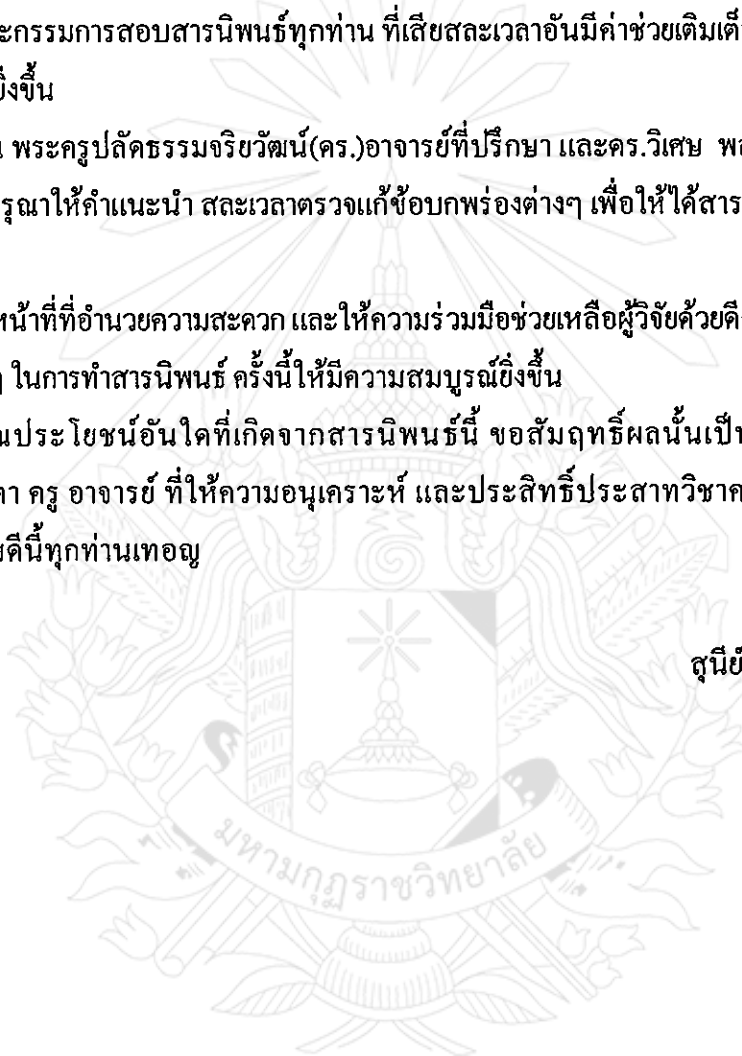 ะกรรมการสอบสารนิพนธ์ทุกท่าน ที่เสียสละเวลาอันมีค่าช่วยเติมเต็
ยิ่งขึ้น
พระครูปลัดธรรมจริยวัฒน์(ดร.)อาจารย์ที่ปรึกษา และดร.วิเศษ
รุณาให้คำแนะนำ สละเวลาตรวจแก้ข้อบกพร่องต่างๆ เพื่อให้ได้สาร
หน้าที่ที่อำนวยความสะดวก และให้ความร่วมมือช่วยเหลือผู้วิจัยด้วยดี
ๆ ในการทำสารนิพนธ์ ครั้งนี้ให้มีความสมบูรณ์ยิ่งขึ้น
ณประโยชน์อันใดที่เกิดจากสารนิพนธ์นี้ ขอสัมฤทธิ์ผลนั้นเป็
ดา ครู อาจารย์ ที่ให้ความอนุเคราะห์ และประสิทธิ์ประสาทวิชาค
ดีนี้ทุกท่านเทอญ
สุนีย์
มหามกุฏราชวิทยาลัย